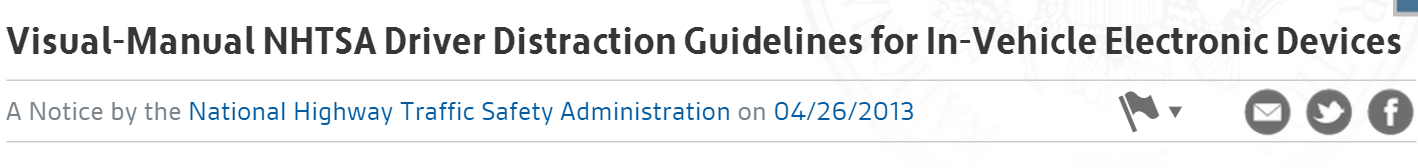 Visual-Manual NHTSA Driver Distraction Guidelines for In-Vehicle Electronic Devices
A Notice by the National Highway Traffic Safety Administration on 04/26/2013